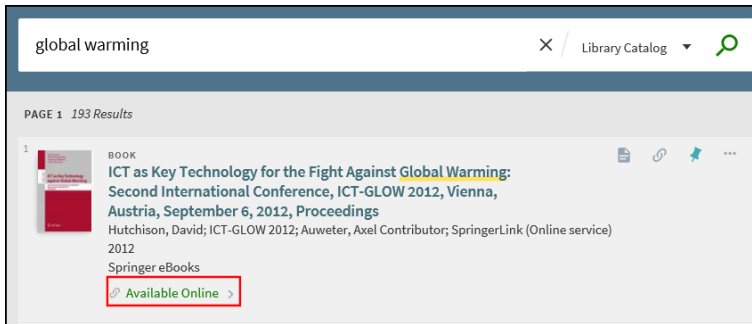 global warming
Library Catalog
PAGE 1 193 Results
1
BOOK
ICT as Key Technology for the Fight Against Global Warming:
Second International Conference, ICT-GLOW 2012, Vienna,
Austria, September 6, 2012, Proceedings
Hutchison, David; ICT-GLOW 2012; Auweter, Axel Contributor; SpringerLink (Online service)
2012
Springer eBooks
Available Online